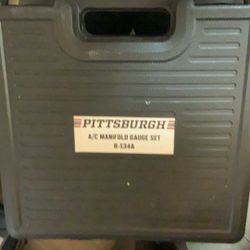 PITTSBURGH
A/C MANIFOLD GAUGE SET
R-134A